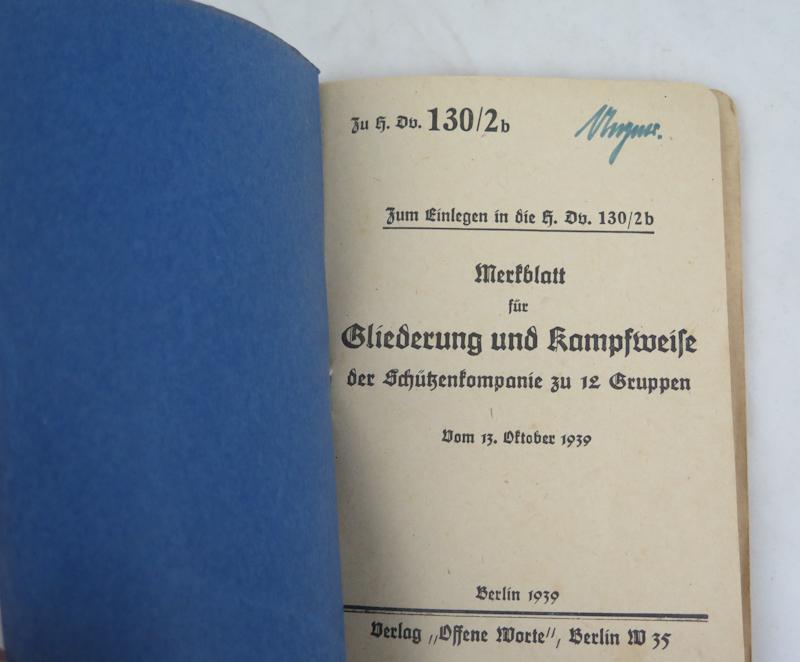 Zu H. Dv. 130/2b
Zum Einlegen in die H. Dv. 130/2b
Merkblatt
für
Gliederung und Kampfweise
der Schützenkompanie zu 12 Gruppen
Vom 13. Oktober 1939
Berlin 1939
Verlag „Offene Worte“, Berlin W 35